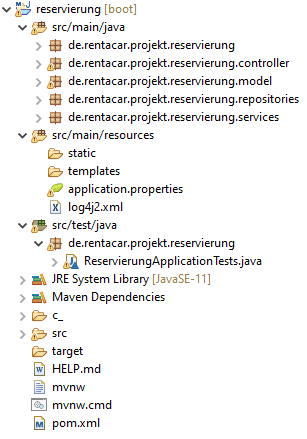 reservierung [boot]
src/main/java
de.rentacar.projekt.reservierung
de.rentacar.projekt.reservierung.controller
de.rentacar.projekt.reservierung.model
de.rentacar.projekt.reservierung.repositories
de.rentacar.projekt.reservierung.services
src/main/resources
static
templates
application.properties
log4j2.xml
src/test/java
de.rentacar.projekt.reservierung
ReservierungApplicationTests.java
JRE System Library [JavaSE-11]
Maven Dependencies
c_
src
target
HELP.md
mvnw
mvnw.cmd
pom.xml